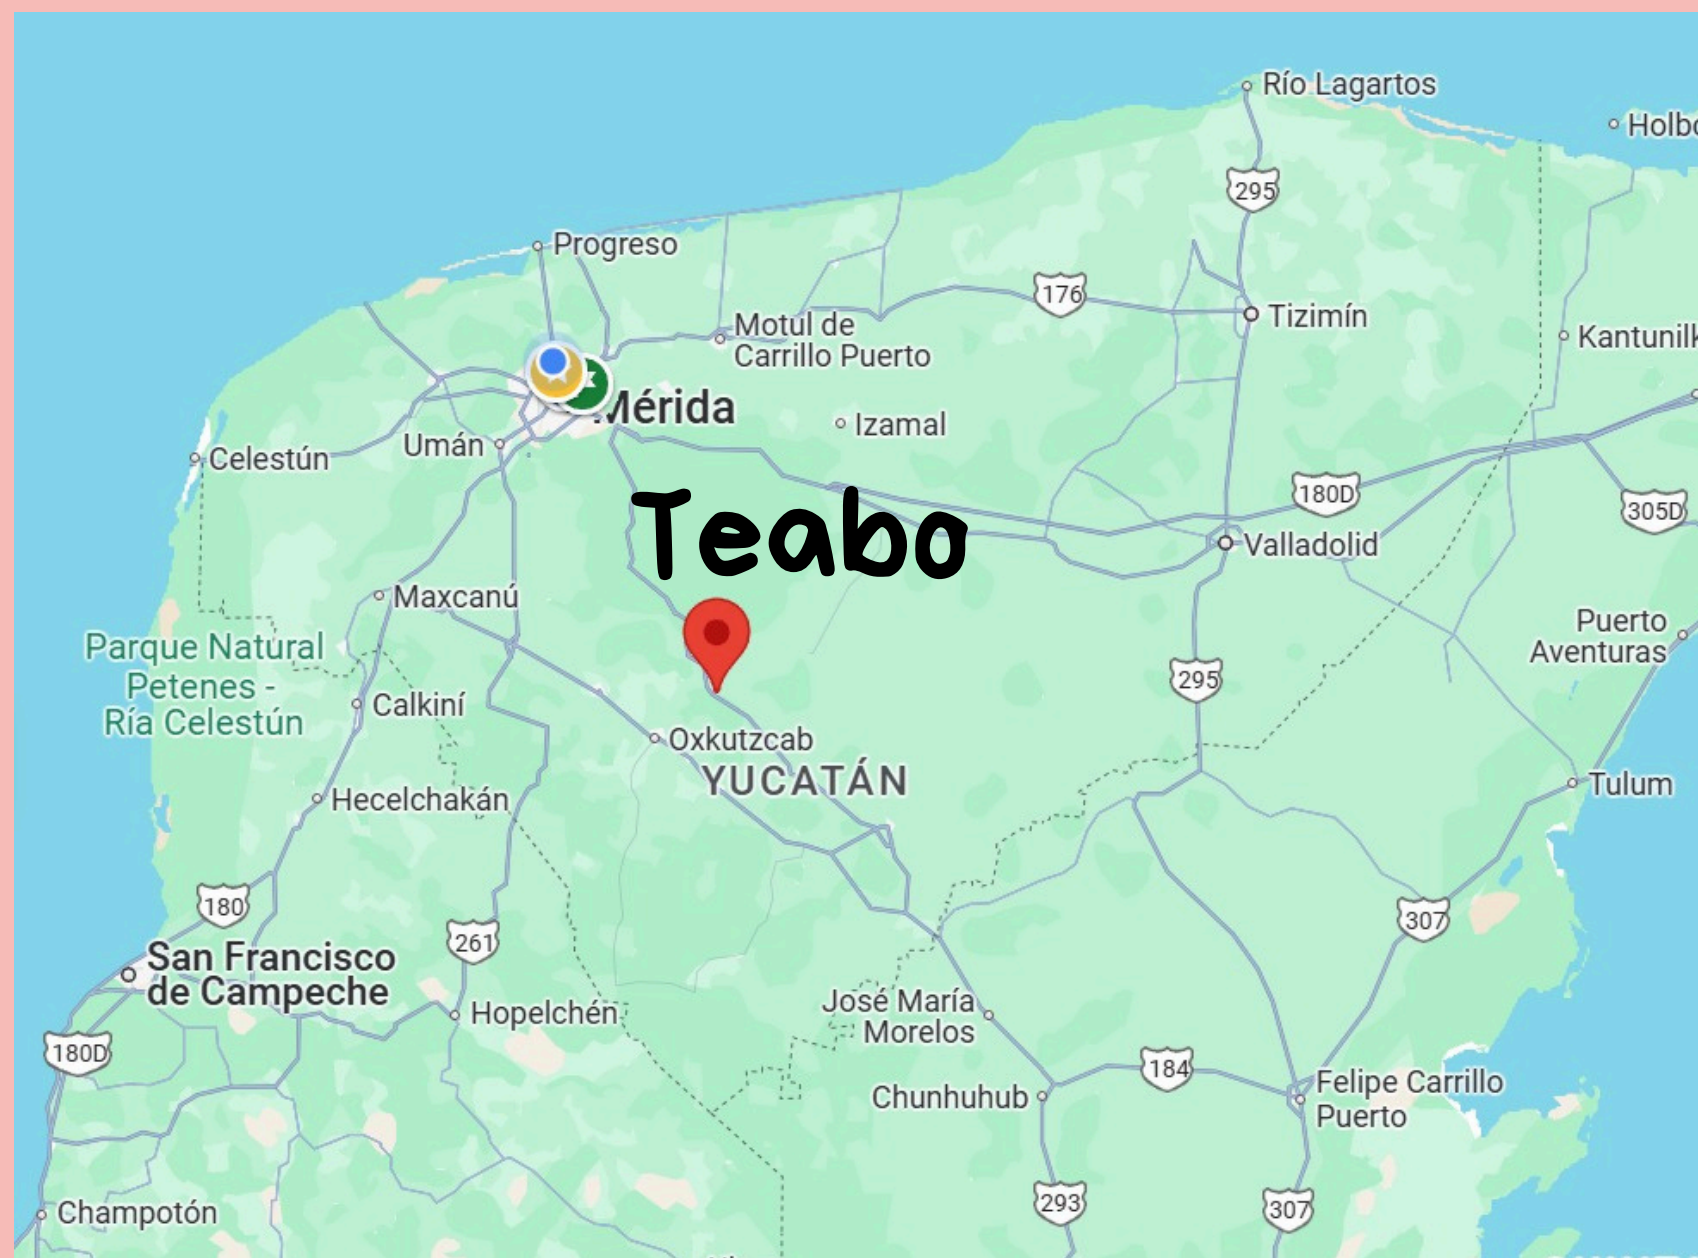 Río Lagartos
Holbo
295
Progreso
176
Motul de
Carrillo Puerto
Tizimín
Kantunilk
Mérida
Izamal
Umán
Celestún
180D
305D
Teabo
Valladolid
Maxcanú
Puerto
Aventuras
Parque Natural
Petenes -
Ría Celestún
295
Calkiní
Oxkutzcab
YUCATÁN
Tulum
Hecelchakán
180
307
261
San Francisco
de Campeche
Hopelchén
José María
Morelos
180D
184
Chunhuhub
Felipe Carrillo
Puerto
293
307
Champotón